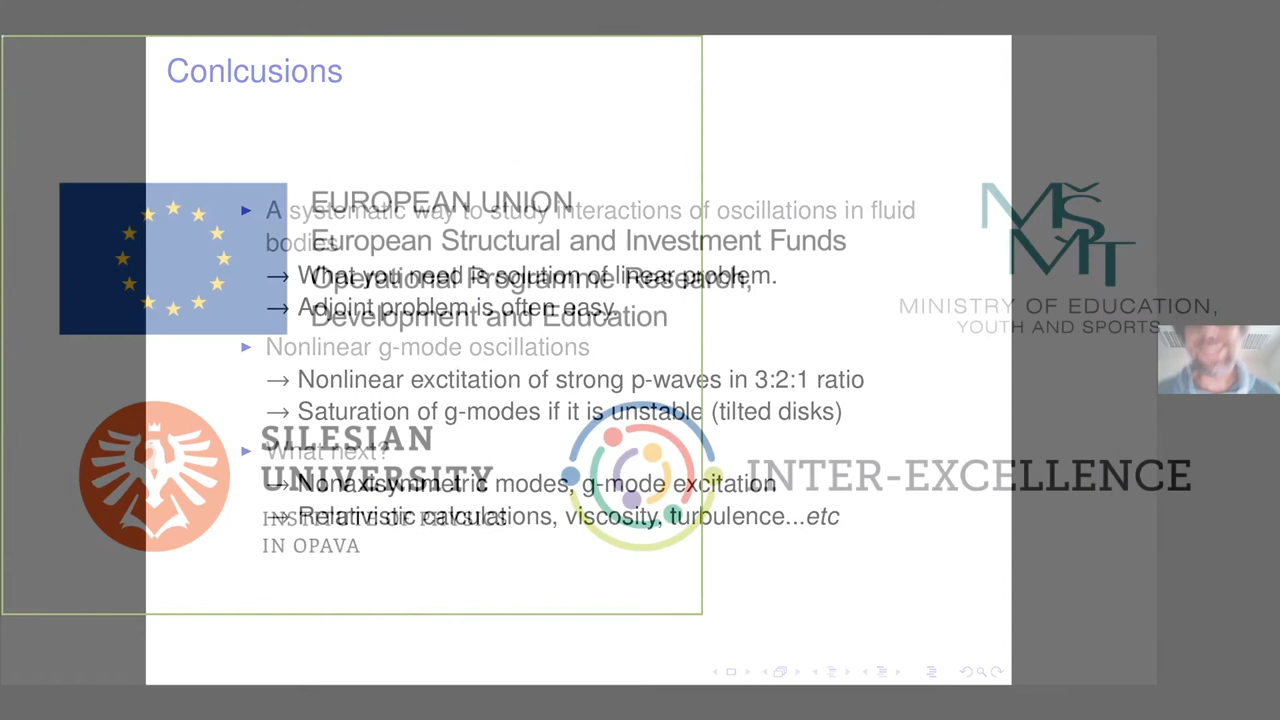 Conlcusions
A systematic way to study interactions of oscillations in fluid
bodies
→ What you need is solution of linear problem.
→ Adjoint problem is often easy.
Nonlinear g-mode oscillations
→ Nonlinear exctitation of strong p-waves in 3:2:1 ratio
→ Saturation of g-modes if it is unstable (tilted disks)
What next?
→ Nonaxisymmetric modes, g-mode excitation
→ Relativistic calculations, viscosity, turbulence...etc
EUROPEAN UNION
European Structural and Investment Funds
Operational Programme Research,
Development and Education
MŠMT
MINISTRY OF EDUCATION,
YOUTH AND SPORTS
SILESIAN
UNIVERSITY
INSTITUTE OF PHYSICS
IN OPAVA
INTER-EXCELLENCE